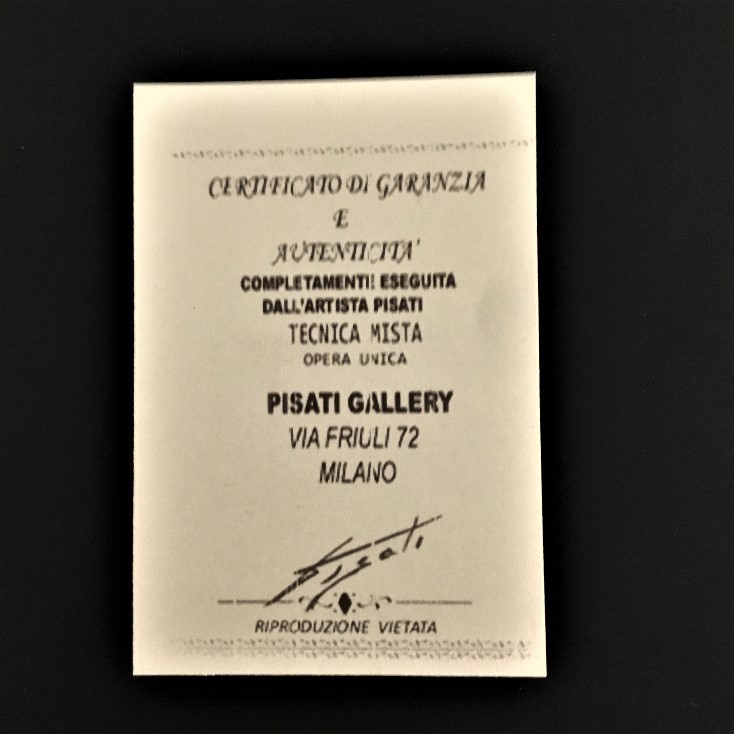 CERTIFICATO DI GARANZIA
E
AUTENTICITA'
COMPLETAMENTE ESEGUITA
DALL'ARTISTA PISATI
TECNICA MISTA
OPERA UNICA
PISATI GALLERY
VIA FRIULI 72
MILANO
Pisati
RIPRODUZIONE VIETATA